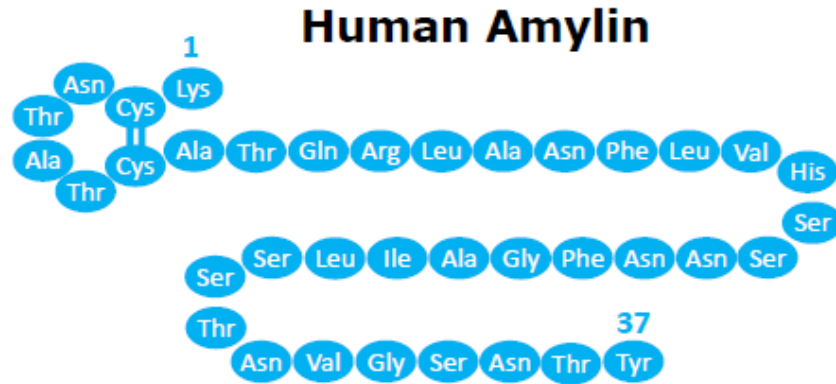 Human Amylin
1
Lys
Cys
Asn
Thr
Ala
Thr
Cys
Ala Thr Gln Arg Leu Ala Asn Phe Leu Val
His
Ser
Ser Leu Ile Ala Gly Phe Asn Asn Ser
Ser
Thr
37
Asn Val Gly Ser Asn Thr Tyr